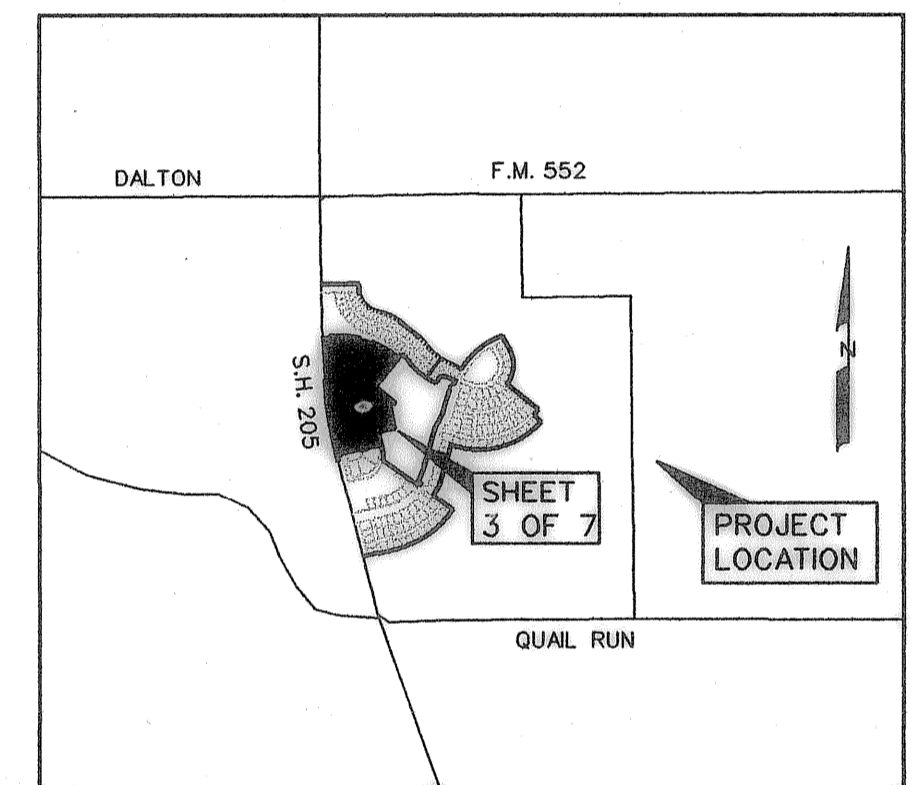 DALTON
F.M. 552
S.H. 205
N
SHEET
3 OF 7
PROJECT
LOCATION
QUAIL RUN